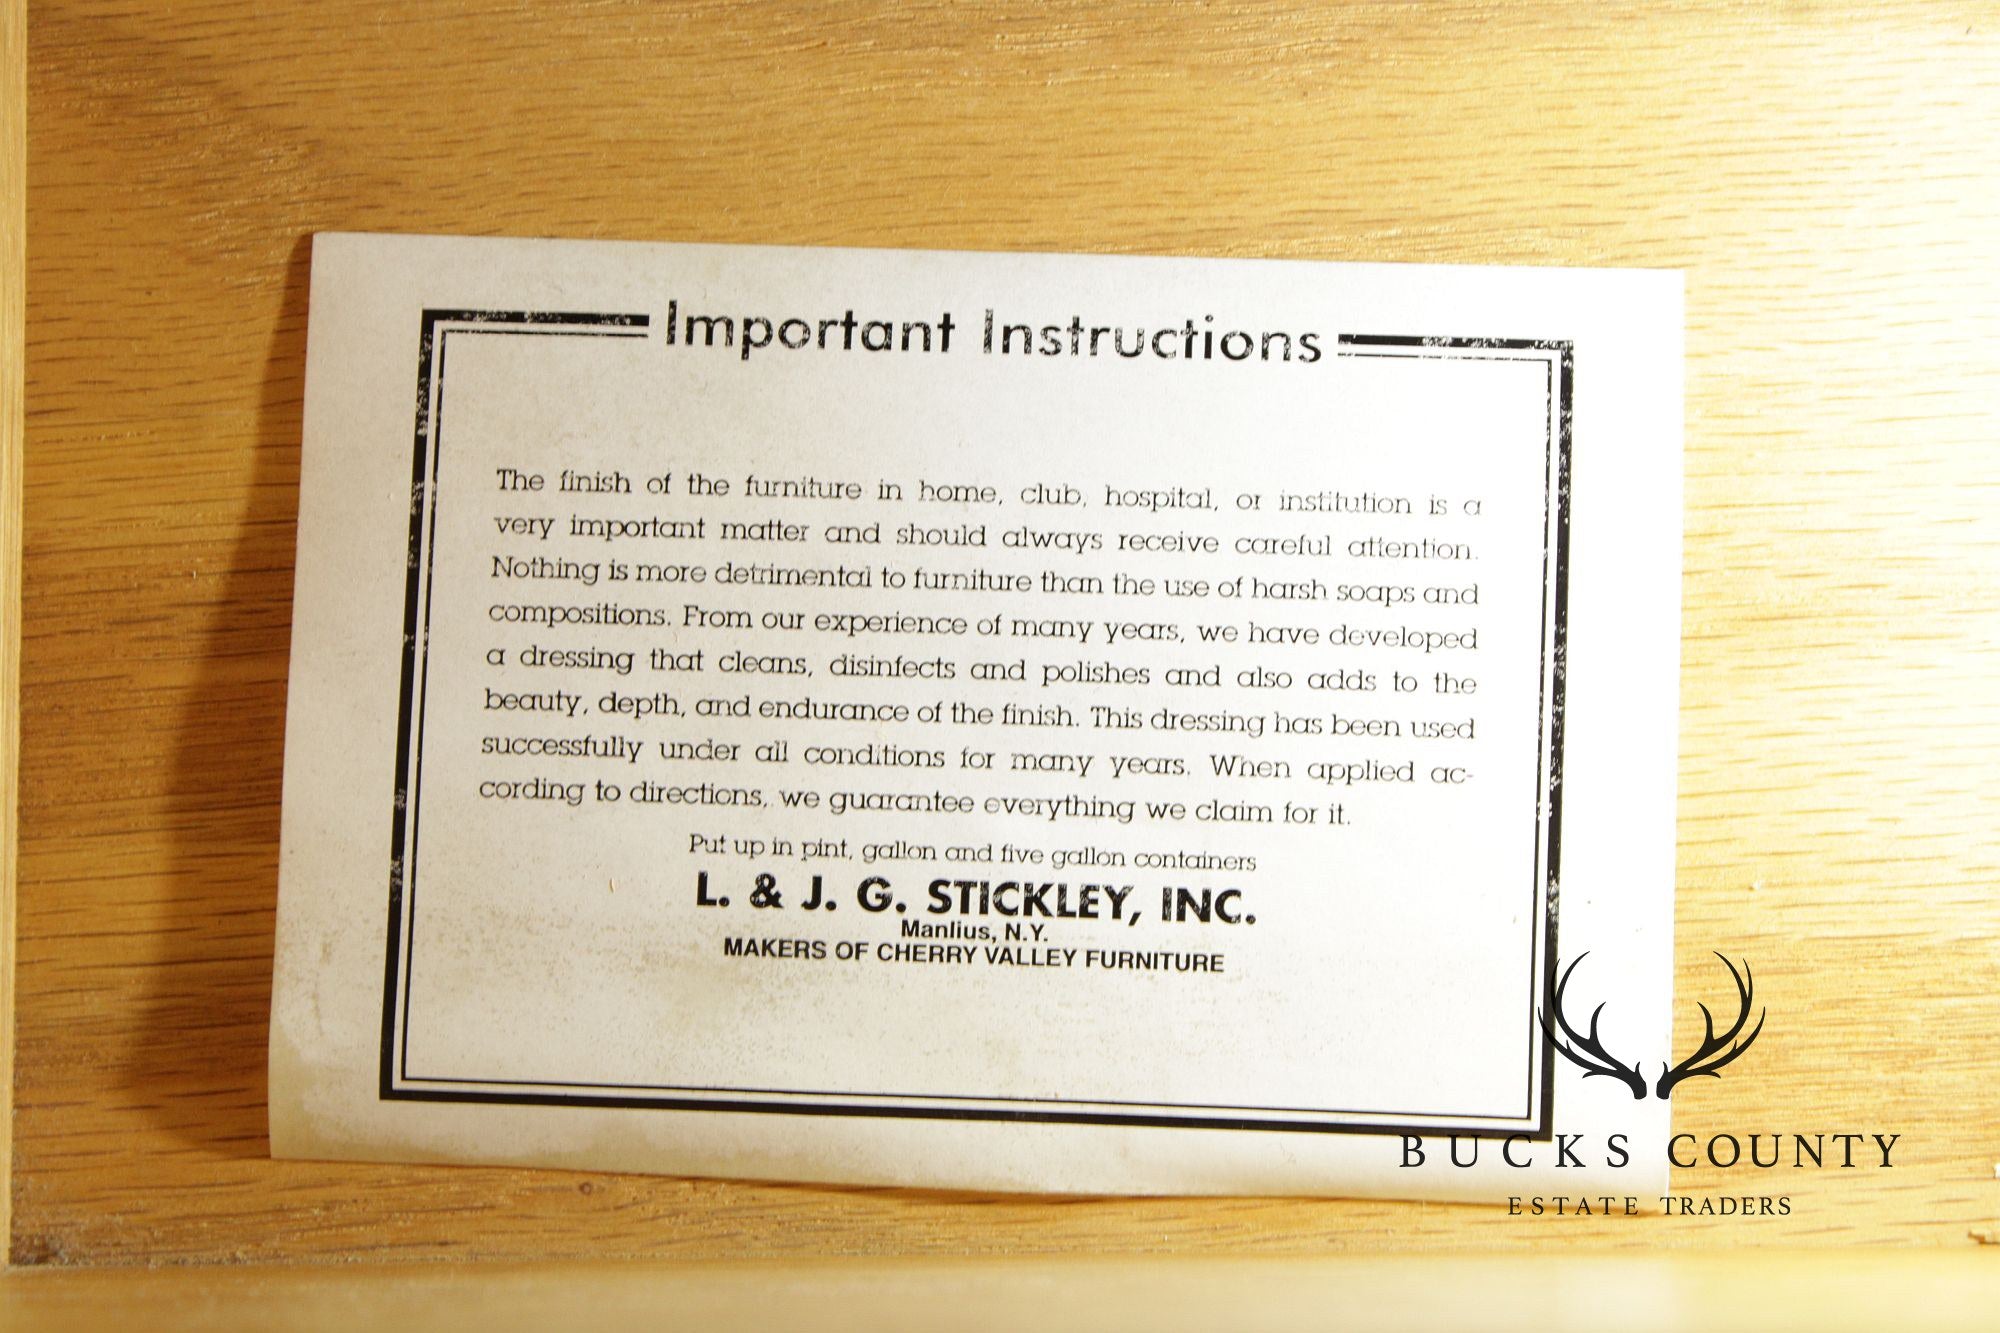 Important Instructions
The finish of the furniture in home, club, hospital, or institution is a
very important matter and should always receive careful attention.
Nothing is more detrimental to furniture than the use of harsh soaps and
compositions. From our experience of many years, we have developed
a dressing that cleans, disinfects and polishes and also adds to the
beauty, depth, and endurance of the finish. This dressing has been used
successfully under all conditions for many years. When applied ac-
cording to directions, we guarantee everything we claim for it.
Put up in pint, gallon and five gallon containers
L. & J. G. STICKLEY, INC.
Manlius, N.Y.
MAKERS OF CHERRY VALLEY FURNITURE
BUCKS COUNTY
ESTATE TRADERS